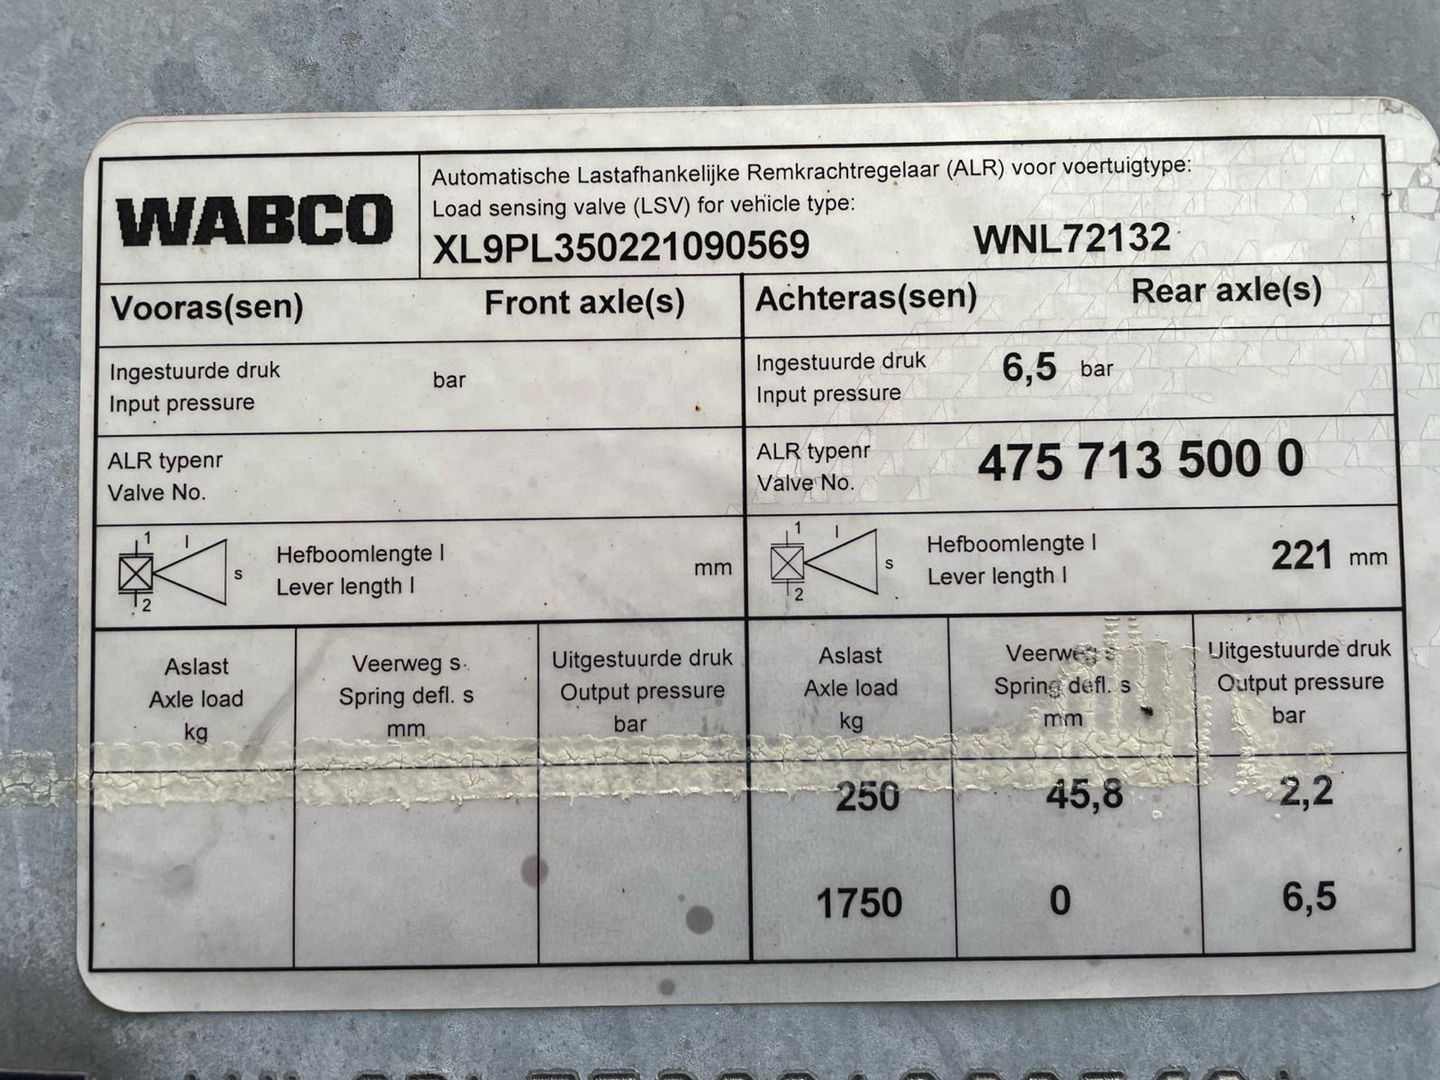 WABCO
Automatische Lastafhankelijke Remkrachtregelaar (ALR) voor voertuigtype:
Load sensing valve (LSV) for vehicle type:
XL9PL350221090569 WNL72132
Vooras(sen) Front axle(s) Achteras(sen) Rear axle(s)
Ingestuurde druk
Input pressure
bar
Ingestuurde druk
Input pressure
6,5 bar
ALR typenr
Valve No.
ALR typenr
Valve No.
475 713 500 0
1 l s 2
Hefboomlengte l
Lever length l
mm
1 l s 2
Hefboomlengte l
Lever length l
221 mm
Aslast
Axle load
kg
Veerweg s
Spring defl. s
mm
Uitgestuurde druk
Output pressure
bar
Aslast
Axle load
kg
Veerweg s
Spring defl. s
mm
Uitgestuurde druk
Output pressure
bar
250 45,8 2,2
1750 0 6,5